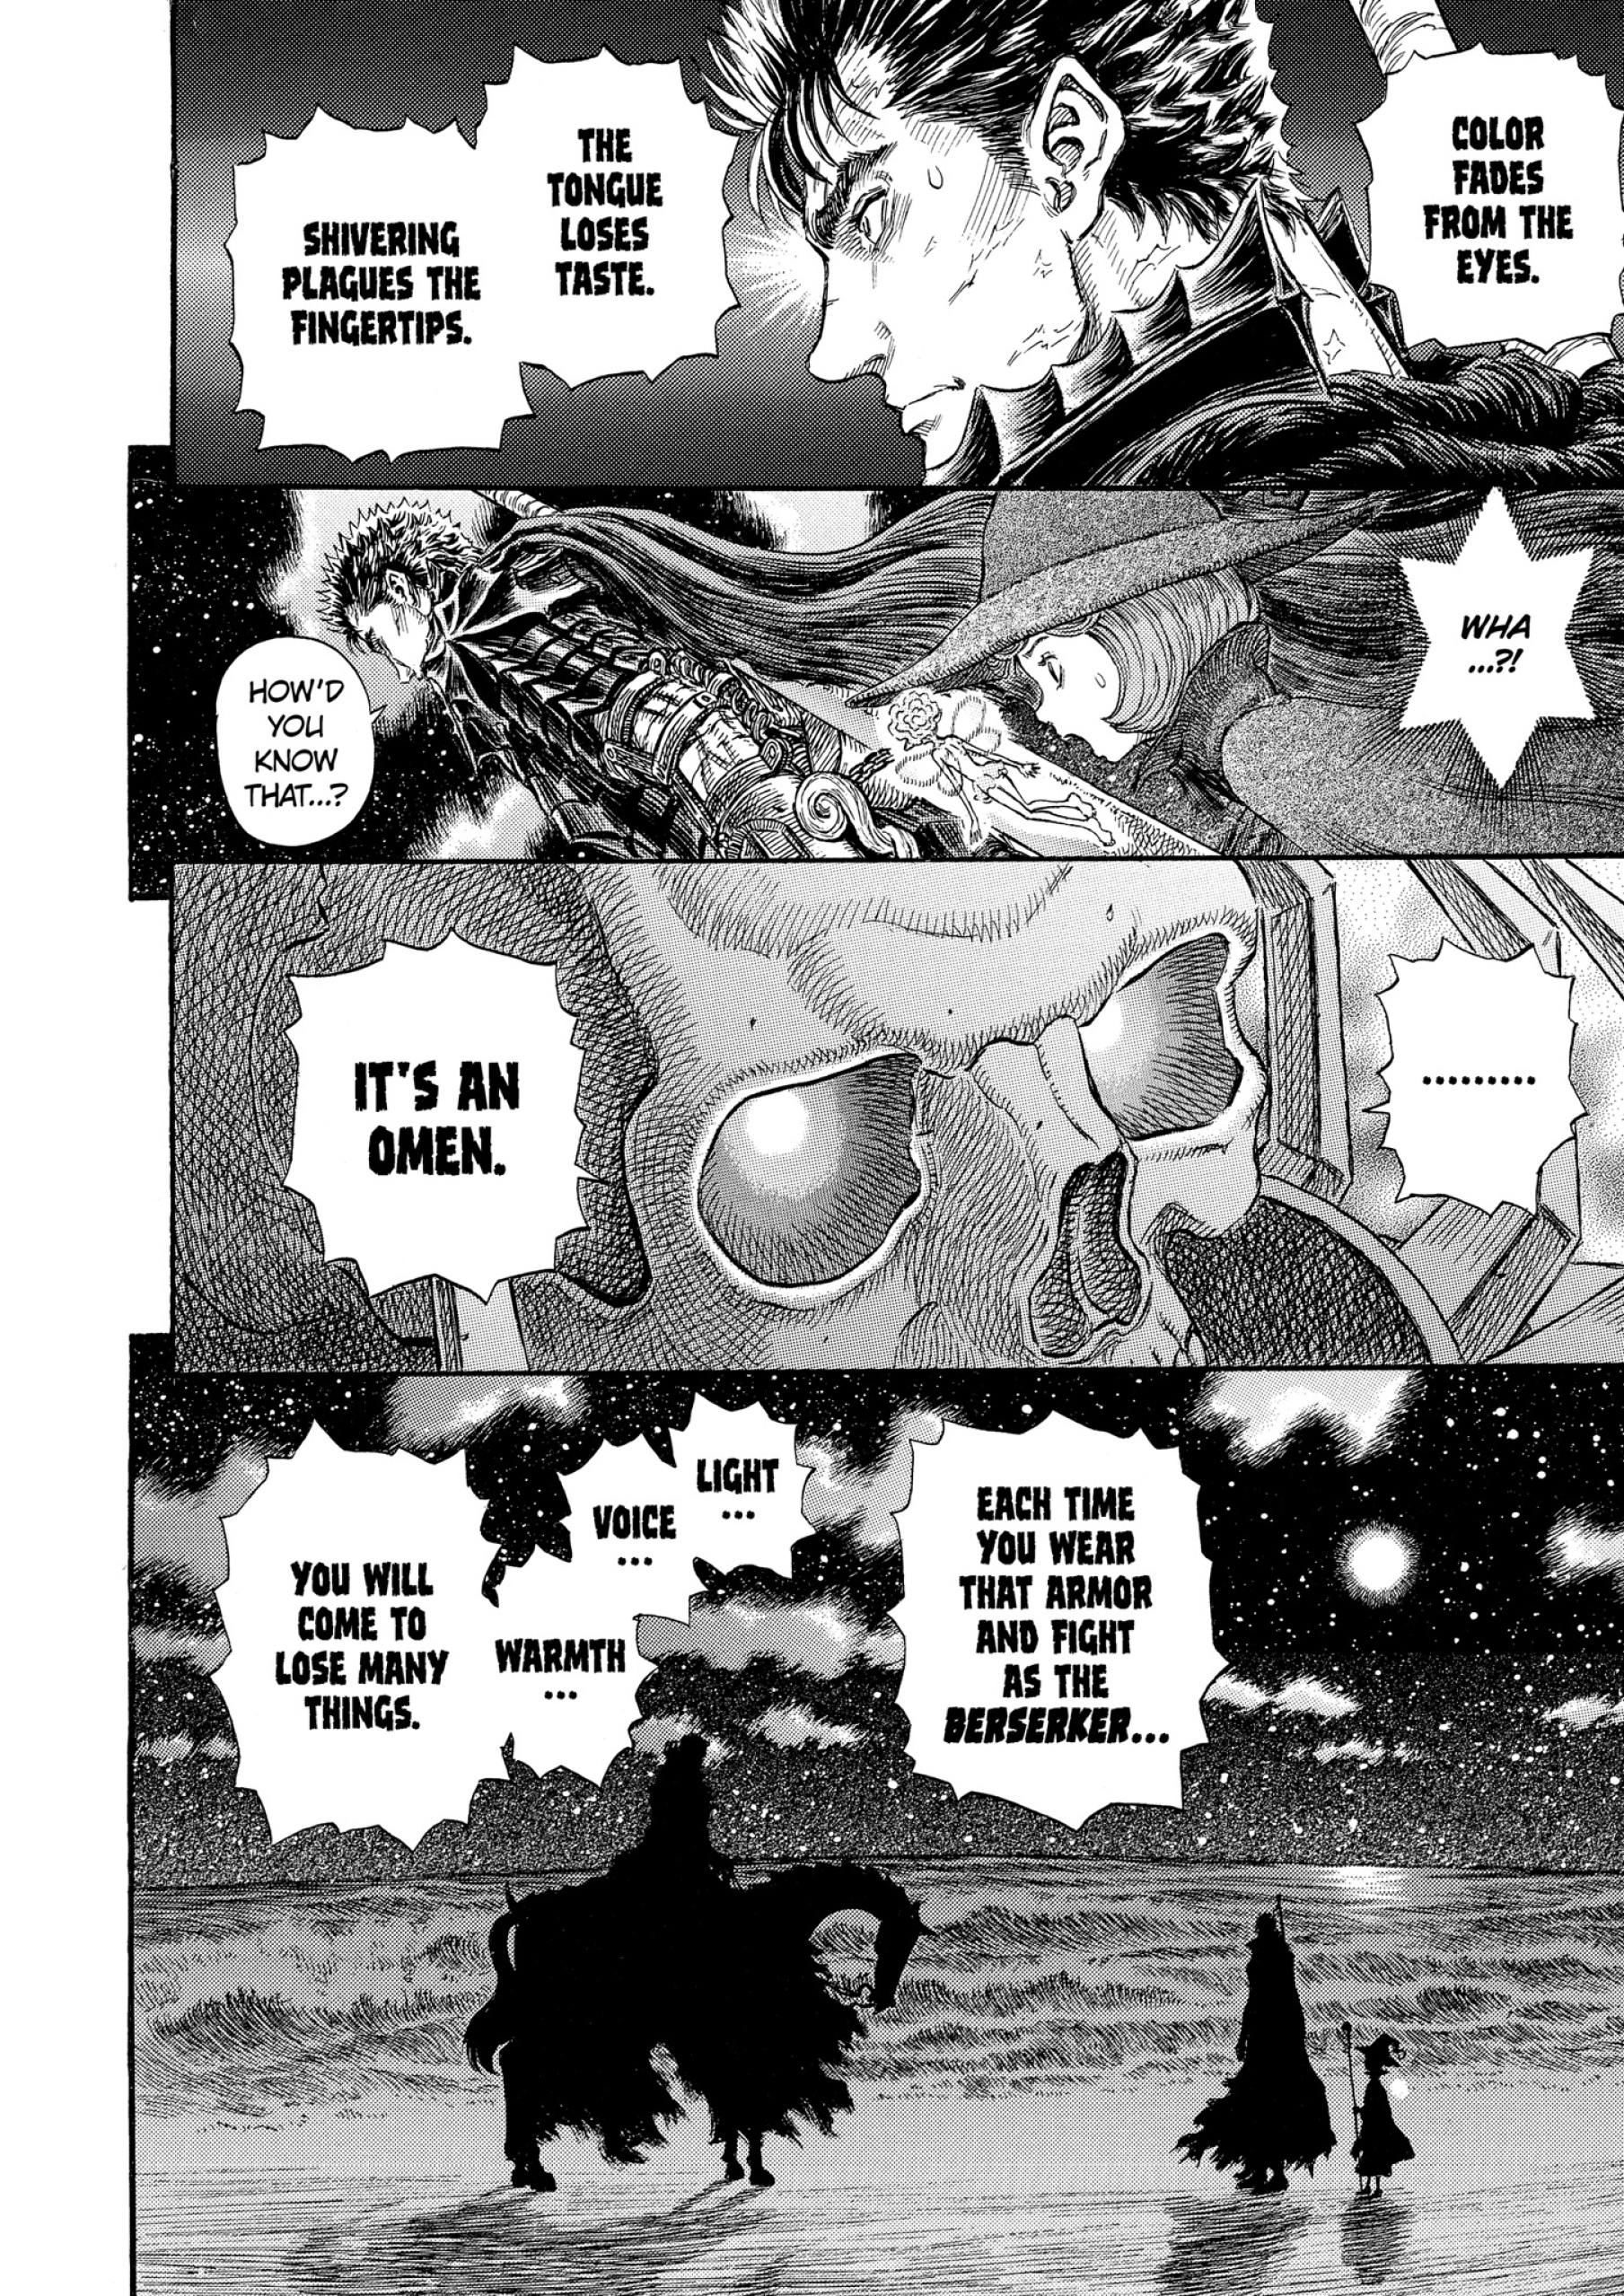 COLOR
FADES
FROM THE
EYES.
THE
TONGUE
LOSES
TASTE.
SHIVERING
PLAGUES THE
FINGERTIPS.
WHA
...?!
HOW'D
YOU
KNOW
THAT...?
.........
IT'S AN
OMEN.
EACH TIME
YOU WEAR
THAT ARMOR
AND FIGHT
AS THE
BERSERKER...
LIGHT
...
VOICE
...
WARMTH
...
YOU WILL
COME TO
LOSE MANY
THINGS.